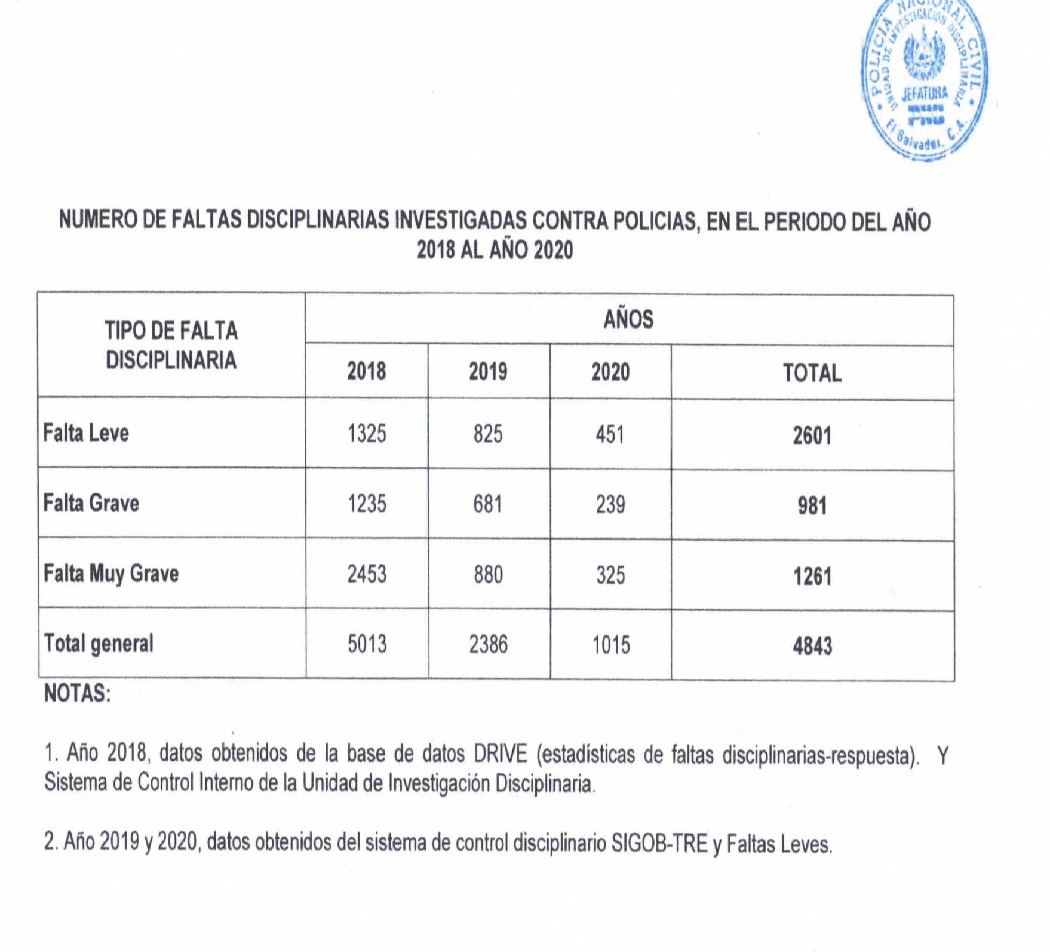 POLICIA NACIONAL CIVIL
UNIDAD DE INVESTIGACION DISCIPLINARIA
JEFATURA
El Salvador, C.A.
NUMERO DE FALTAS DISCIPLINARIAS INVESTIGADAS CONTRA POLICIAS, EN EL PERIODO DEL AÑO
2018 AL AÑO 2020
TIPO DE FALTA
DISCIPLINARIA
AÑOS
2018 2019 2020 TOTAL
Falta Leve 1325 825 451 2601
Falta Grave 1235 681 239 981
Falta Muy Grave 2453 880 325 1261
Total general 5013 2386 1015 4843
NOTAS:
1. Año 2018, datos obtenidos de la base de datos DRIVE (estadísticas de faltas disciplinarias-respuesta). Y
Sistema de Control Interno de la Unidad de Investigación Disciplinaria.
2. Año 2019 y 2020, datos obtenidos del sistema de control disciplinario SIGOB-TRE y Faltas Leves.